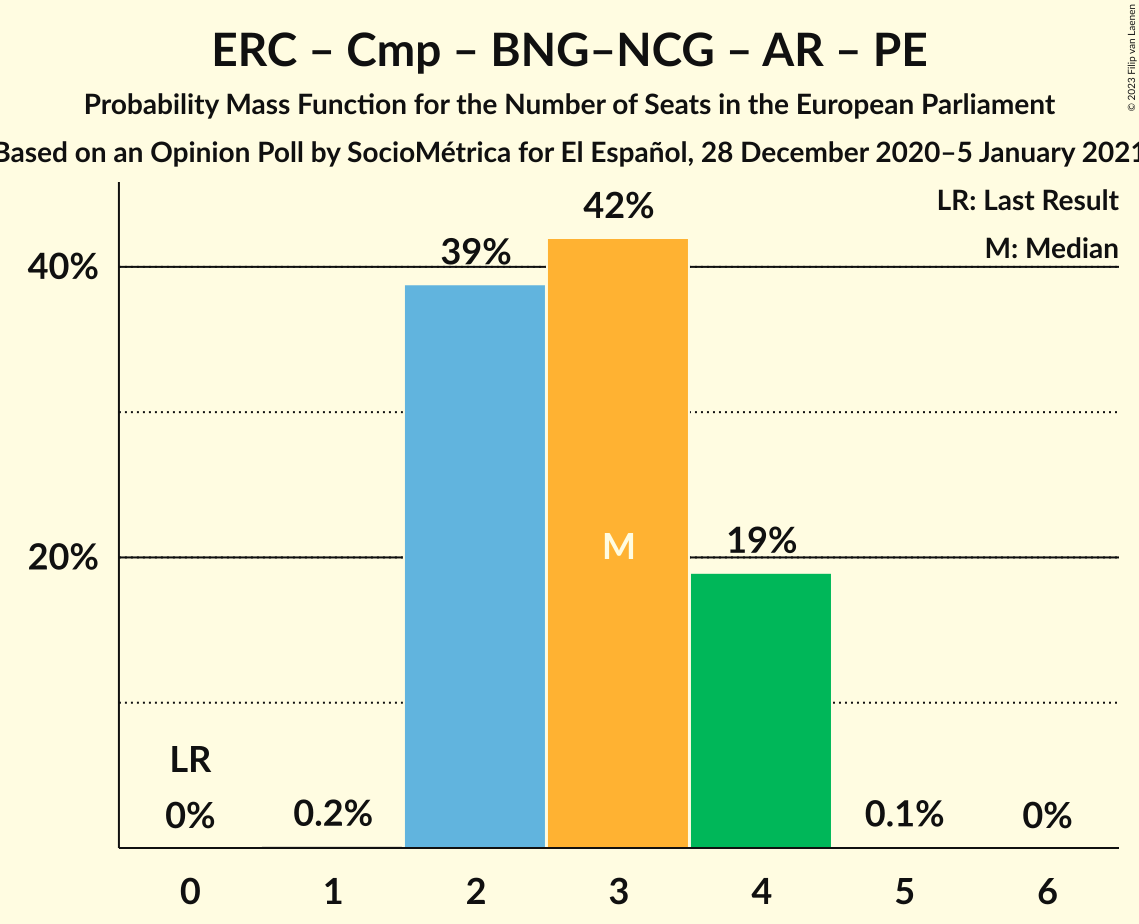 ERC – Cmp – BNG–NCG – AR – PE
Probability Mass Function for the Number of Seats in the European Parliament
Based on an Opinion Poll by SocioMétrica for El Español, 28 December 2020–5 January 2021
© 2023 Filip van Laenen
LR: Last Result
M: Median
42%
39%
40%
M
19%
20%
LR
0%
0.2%
0.1%
0%
0 1 2 3 4 5 6